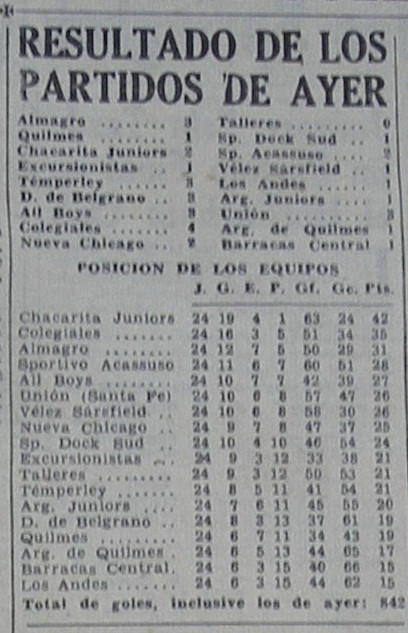 RESULTADO DE LOS
PARTIDOS DE AYER
Almagro ........ 3 Talleres ......... 0
Quilmes ........ 1 Sp. Dock Sud .. 1
Chacarita Juniors 2 Sp. Acassuso ... 2
Excursionistas .. 1 Vélez Sarsfield .. 1
Témperley ...... 3 Los Andes ..... 1
D. de Belgrano .. 3 Arg. Juniors .... 1
All Boys ....... 3 Unión .......... 3
Colegiales ...... 4 Arg. de Quilmes 1
Nueva Chicago .. 2 Barracas Central 1
POSICION DE LOS EQUIPOS
J. G. E. P. Gf. Gc. Pts.
Chacarita Juniors 24 19 4 1 63 24 42
Colegiales ...... 24 16 3 5 51 34 35
Almagro ........ 24 12 7 5 50 29 31
Sportivo Acassuso 24 11 6 7 60 51 28
All Boys ....... 24 10 7 7 42 39 27
Unión (Santa Fe) 24 10 6 8 57 47 26
Vélez Sársfield .. 24 10 6 8 58 30 26
Nueva Chicago .. 24 9 7 8 47 37 25
Sp. Dock Sud .. 24 10 4 10 46 54 24
Excursionistas .. 24 9 3 12 33 38 21
Talleres ........ 24 9 3 12 50 53 21
Témperley ...... 24 8 5 11 41 54 21
Arg. Juniors .... 24 7 6 11 45 55 20
D. de Belgrano .. 24 8 3 13 37 61 19
Quilmes ........ 24 6 7 11 34 43 19
Arg. de Quilmes . 24 6 5 13 44 65 17
Barracas Central. 24 6 3 15 40 66 15
Los Andes ...... 24 6 3 15 44 62 15
Total de goles, inclusive los de ayer: 842